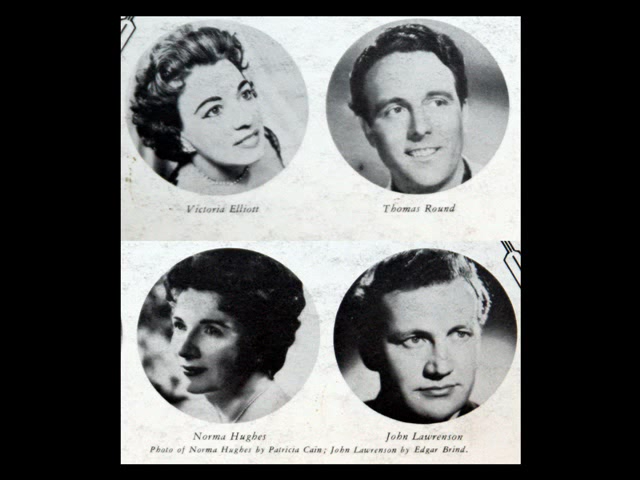 Victoria Elliott
Thomas Round
Norma Hughes
John Lawrenson
Photo of Norma Hughes by Patricia Cain; John Lawrenson by Edgar Brind.